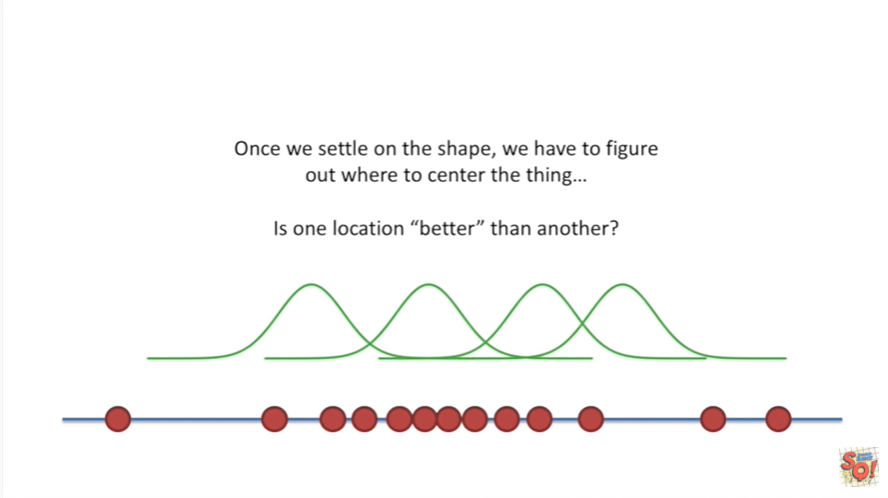 Once we settle on the shape, we have to figure
out where to center the thing...
Is one location “better” than another?
SO!